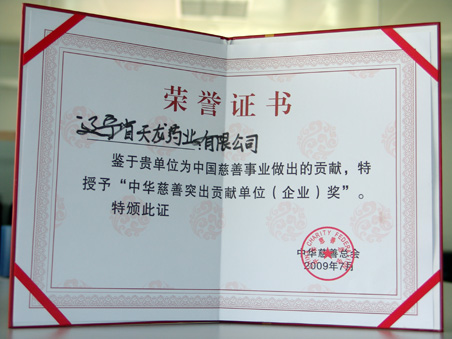 荣誉证书
辽宁省天龙药业有限公司
鉴于贵单位为中国慈善事业做出的贡献，特
授予“中华慈善突出贡献单位（企业）奖”。
特颁此证
CHARITY FEDER
中华慈善总会
2009年7月